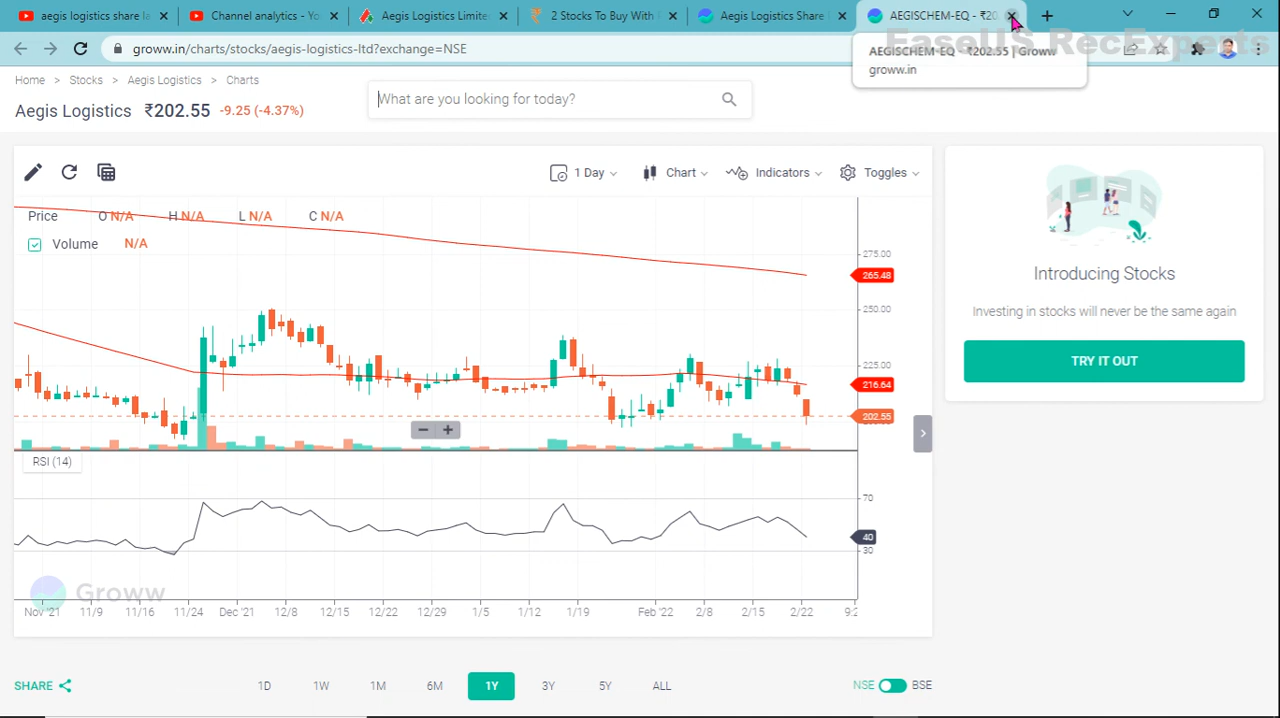 aegis logistics share la
Channel analytics - Yo
Aegis Logistics Limite
2 Stocks To Buy With
Aegis Logistics Share
AEGISCHEM-EQ - ₹20
groww.in/charts/stocks/aegis-logistics-ltd?exchange=NSE
EaseUS RecExperts
AEGISCHEM-EQ - ₹202.55 | Groww
groww.in
Home > Stocks > Aegis Logistics > Charts
Aegis Logistics ₹202.55 -9.25 (-4.37%)
What are you looking for today?
1 Day Chart Indicators Toggles
Price O N/A H N/A L N/A C N/A
Volume N/A
275.00
265.48
250.00
225.00
216.64
202.55
RSI (14)
70
40
30
Groww
Nov '21 11/9 11/16 11/24 Dec '21 12/8 12/15 12/22 12/29 1/5 1/12 1/19 Feb '22 2/8 2/15 2/22
Introducing Stocks
Investing in stocks will never be the same again
TRY IT OUT
SHARE 1D 1W 1M 6M 1Y 3Y 5Y ALL NSE BSE